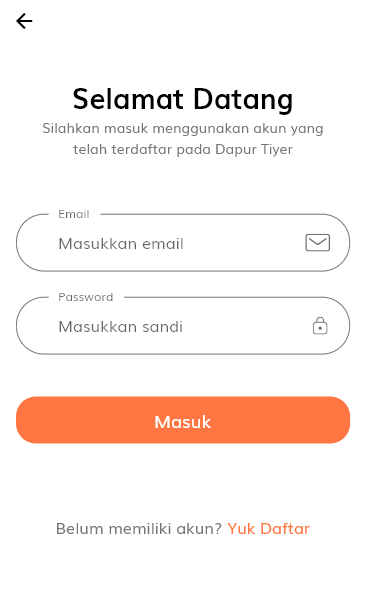 Selamat Datang
Silahkan masuk menggunakan akun yang
telah terdaftar pada Dapur Tiyer
Email
Masukkan email
Password
Masukkan sandi
Masuk
Belum memiliki akun? Yuk Daftar